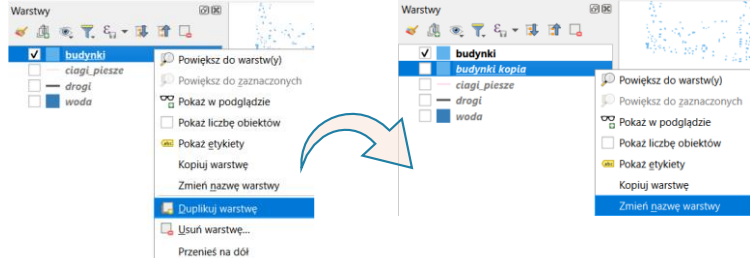 Warstwy
budynki
ciagi_piesze
drogi
woda
Powiększ do warstw(y)
Powiększ do zaznaczonych
Pokaż w podglądzie
Pokaż liczbę obiektów
abc Pokaż etykiety
Kopiuj warstwę
Zmień nazwę warstwy
Duplikuj warstwę
Usuń warstwę...
Przenieś na dół
Warstwy
budynki
budynki kopia
ciagi_piesze
drogi
woda
Powiększ do warstw(y)
Powiększ do zaznaczonych
Pokaż w podglądzie
Pokaż liczbę obiektów
abc Pokaż etykiety
Kopiuj warstwę
Zmień nazwę warstwy